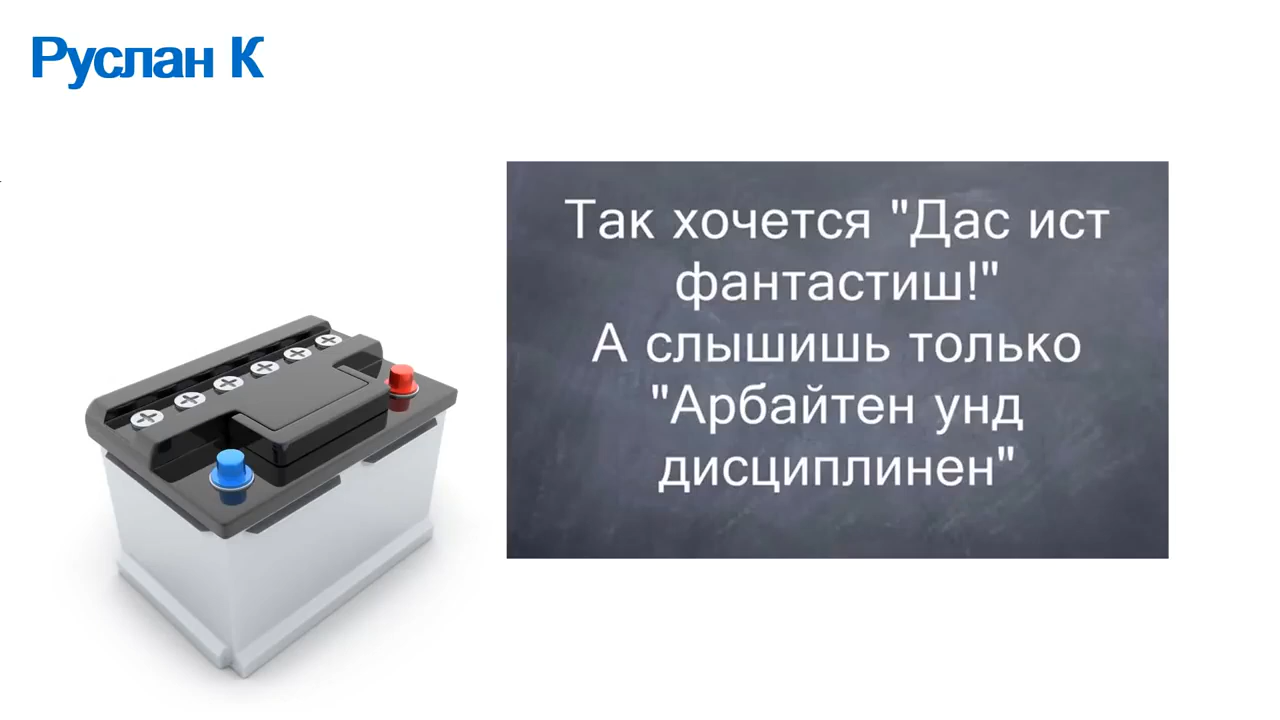 Руслан К
Так хочется "Дас ист
фантастиш!"
А слышишь только
"Арбайтен унд
дисциплинен"